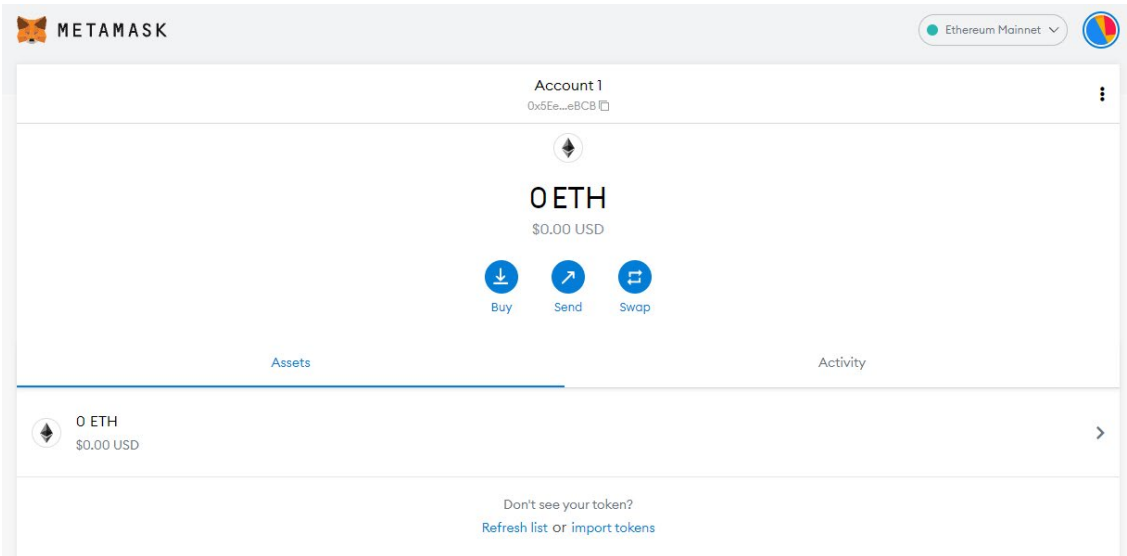 METAMASK
Ethereum Mainnet
Account 1
0x5Ee...eBCB
0 ETH
$0.00 USD
Buy Send Swap
Assets Activity
0 ETH
$0.00 USD
Don't see your token?
Refresh list or import tokens